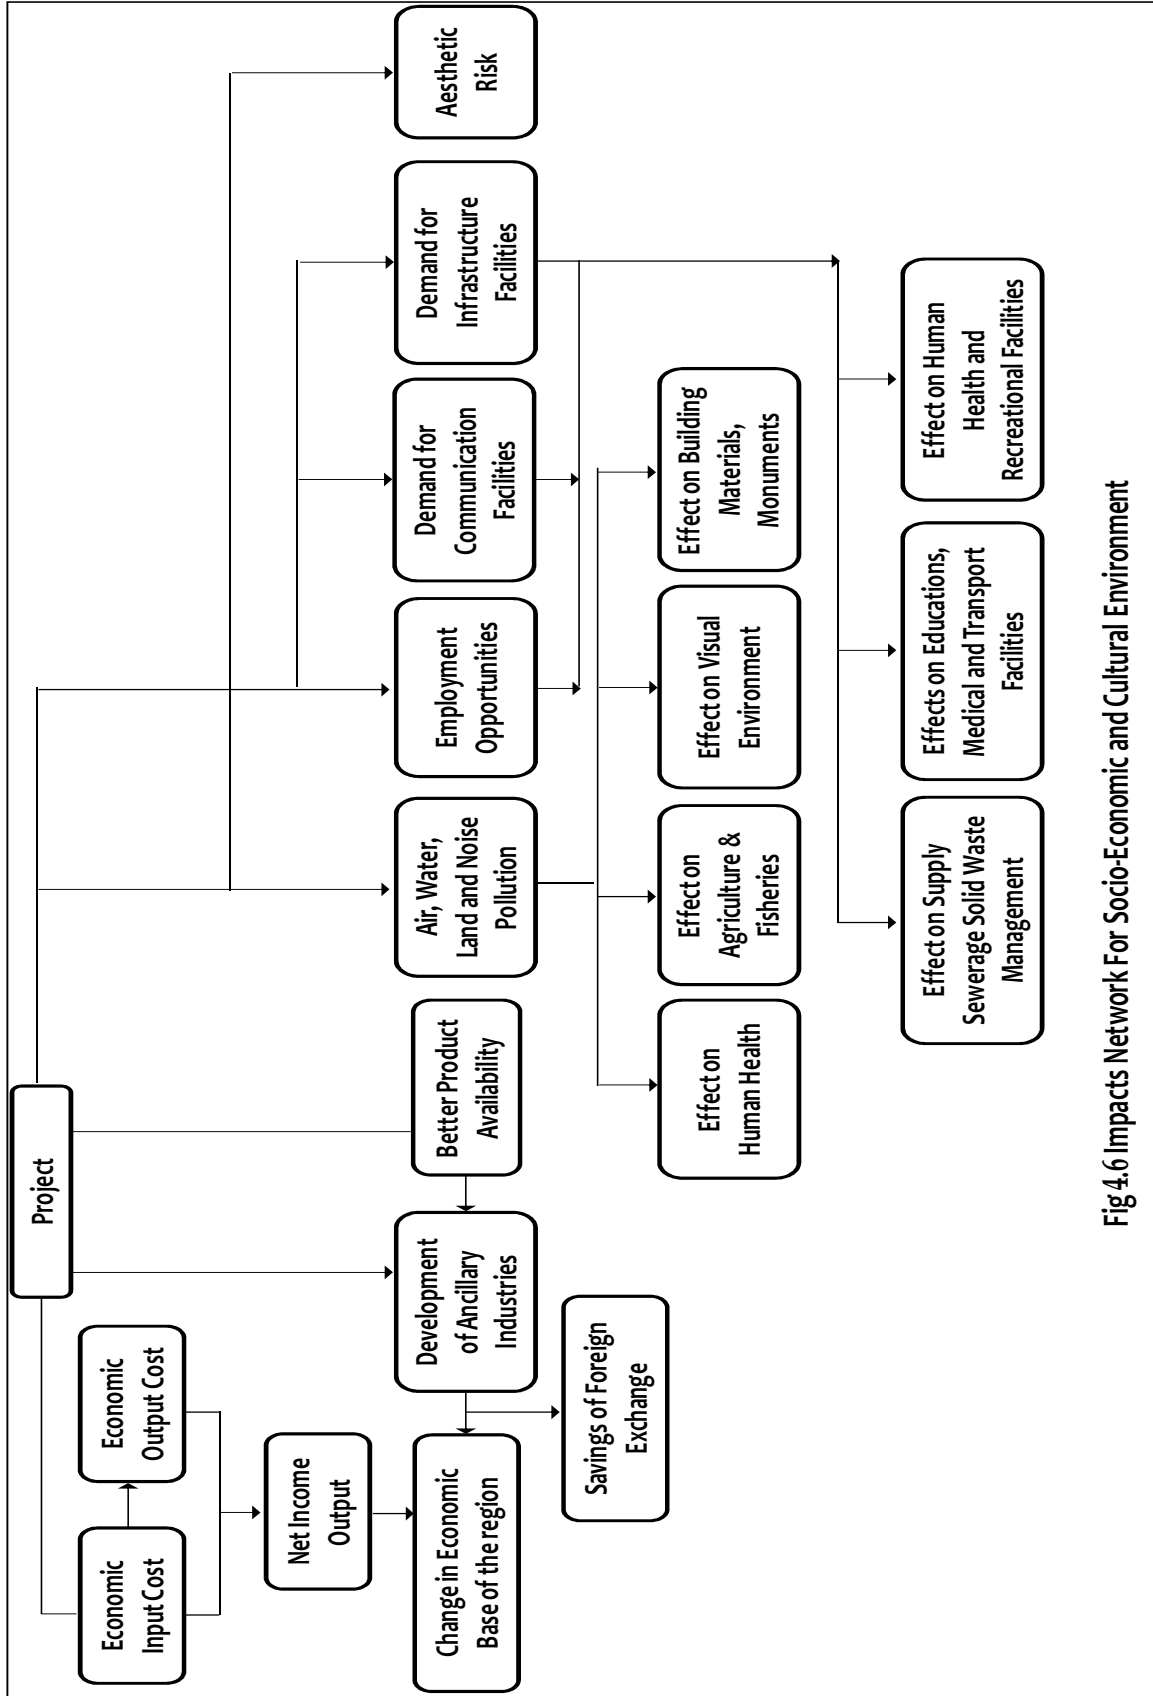 Project
Economic
Input Cost
Economic
Output Cost
Net Income
Output
Change in Economic
Base of the region
Development
of Ancillary
Industries
Savings of Foreign
Exchange
Better Product
Availability
Air, Water,
Land and Noise
Pollution
Employment
Opportunities
Demand for
Communication
Facilities
Demand for
Infrastructure
Facilities
Aesthetic
Risk
Effect on
Human Health
Effect on
Agriculture &
Fisheries
Effect on Visual
Environment
Effect on Building
Materials,
Monuments
Effect on Supply
Sewerage Solid Waste
Management
Effects on Educations,
Medical and Transport
Facilities
Effect on Human
Health and
Recreational Facilities
Fig 4.6 Impacts Network For Socio-Economic and Cultural Environment